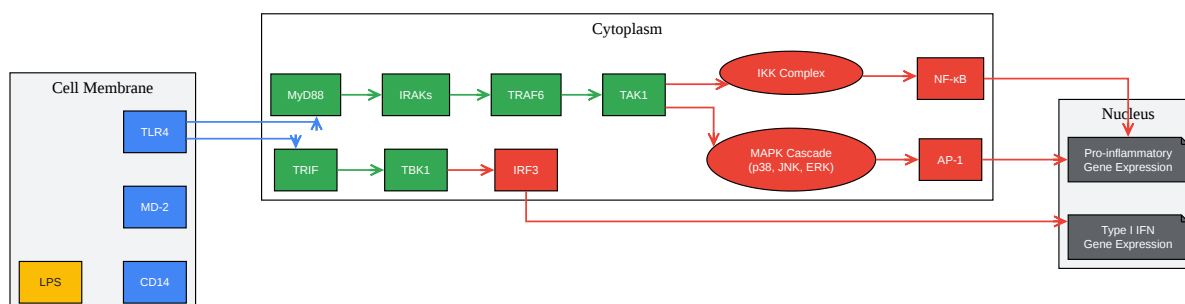 Cytoplasm
Cell Membrane
IKK Complex
NF-κB
MyD88
IRAKs
TRAF6
TAK1
Nucleus
TLR4
Pro-inflammatory
Gene Expression
MAPK Cascade
(p38, JNK, ERK)
AP-1
TRIF
TBK1
IRF3
MD-2
Type I IFN
Gene Expression
LPS
CD14